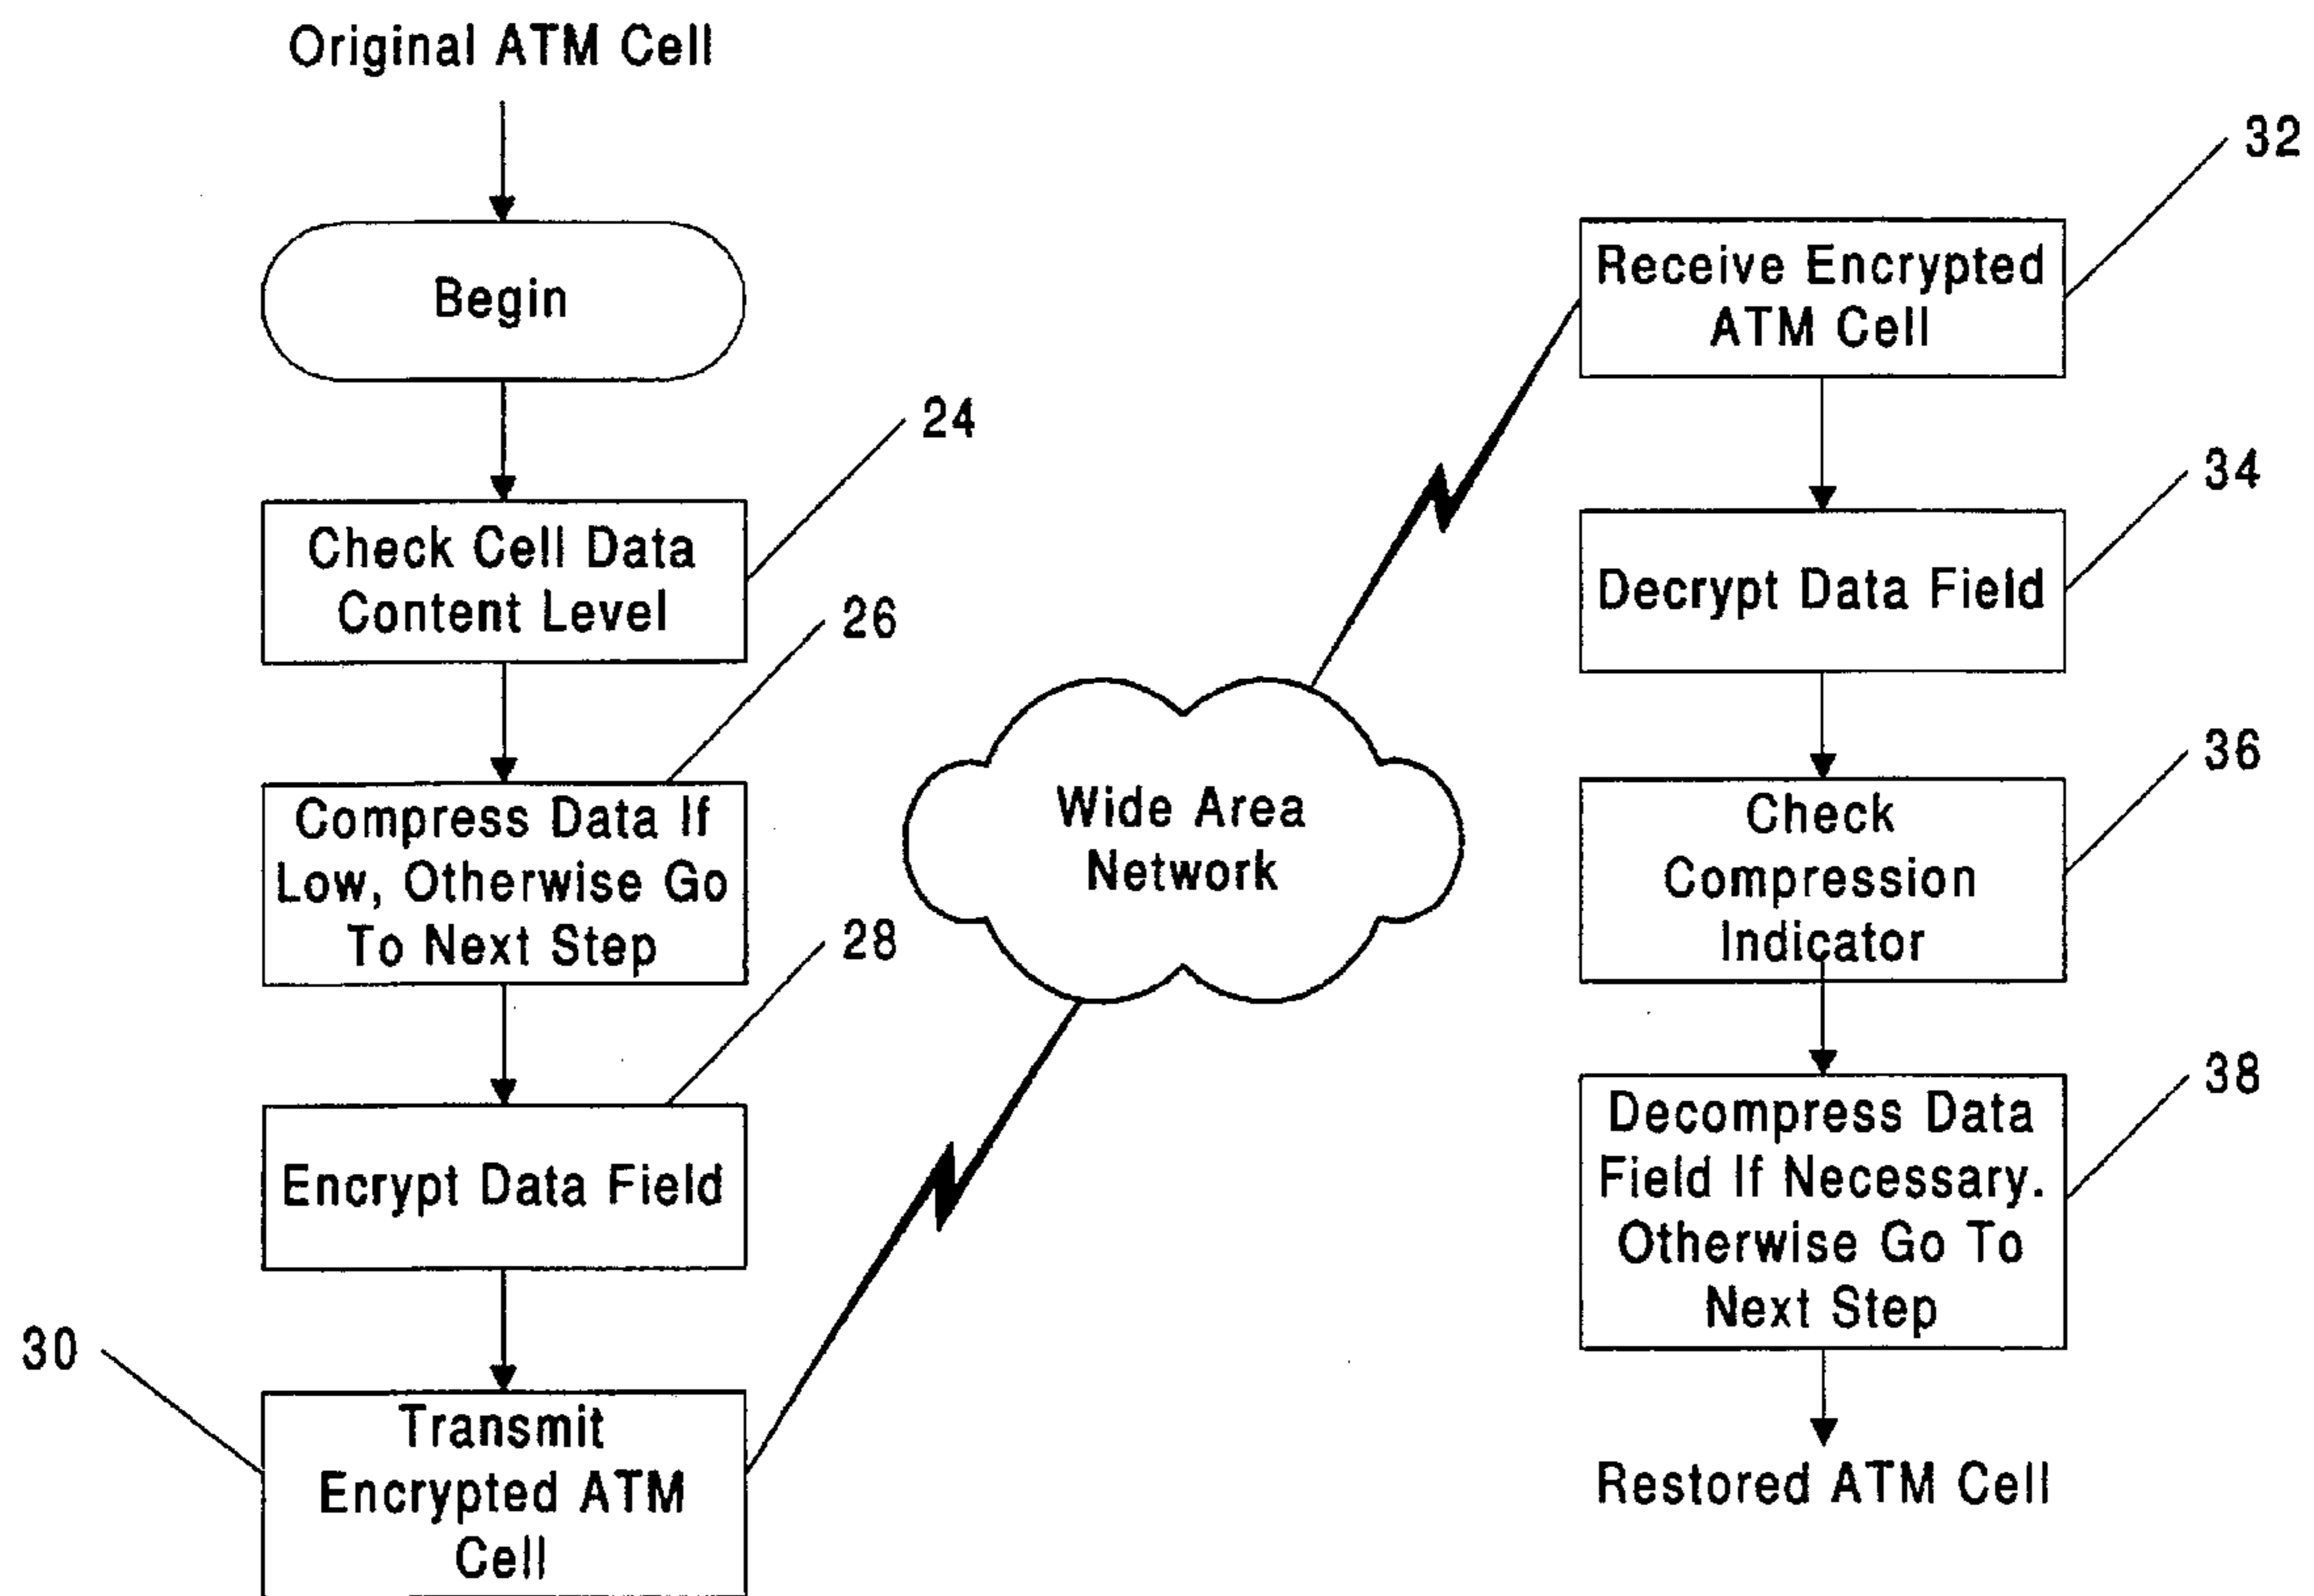 Original ATM Cell
Begin
24
Check Cell Data
Content Level
26
Compress Data If
Low, Otherwise Go
To Next Step
28
Encrypt Data Field
30
Transmit
Encrypted ATM
Cell
Wide Area
Network
32
Receive Encrypted
ATM Cell
34
Decrypt Data Field
36
Check
Compression
Indicator
38
Decompress Data
Field If Necessary.
Otherwise Go To
Next Step
Restored ATM Cell